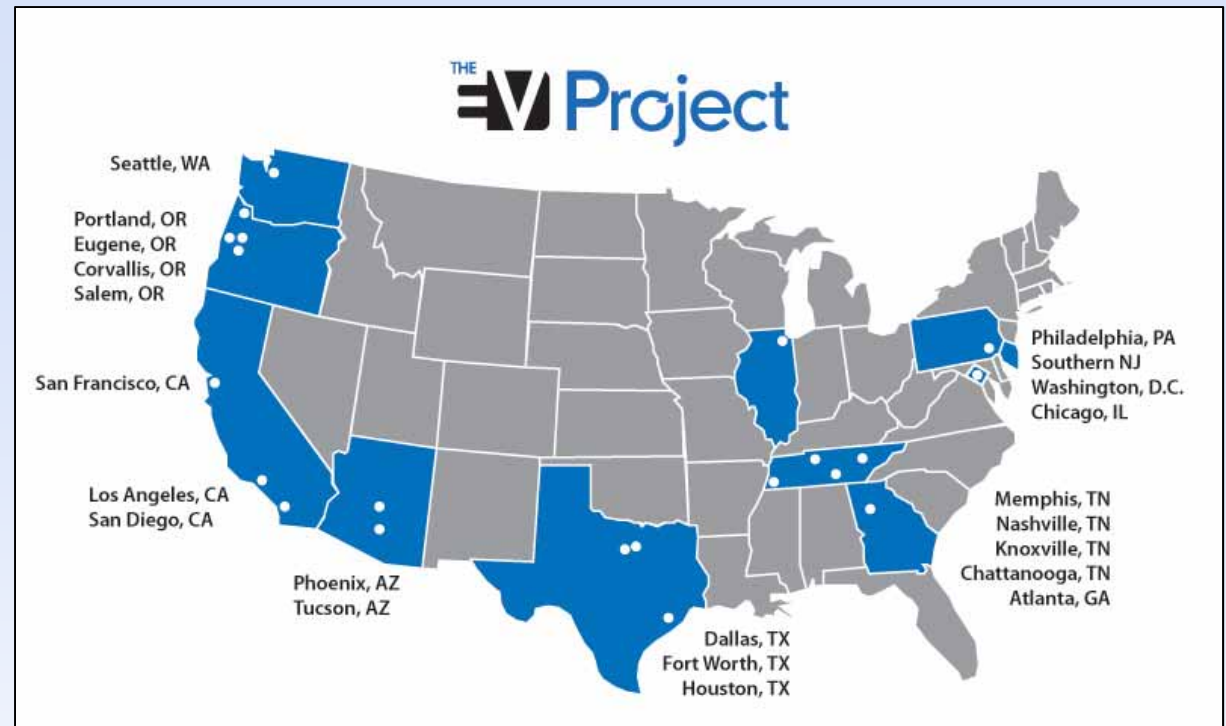 THE
EV Project
Seattle, WA
Portland, OR
Eugene, OR
Corvallis, OR
Salem, OR
San Francisco, CA
Los Angeles, CA
San Diego, CA
Phoenix, AZ
Tucson, AZ
Dallas, TX
Fort Worth, TX
Houston, TX
Philadelphia, PA
Southern NJ
Washington, D.C.
Chicago, IL
Memphis, TN
Nashville, TN
Knoxville, TN
Chattanooga, TN
Atlanta, GA